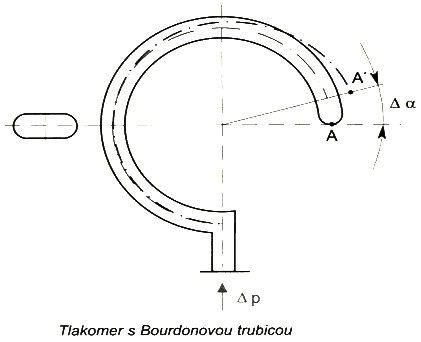 A'
Δ α
A
Δ p
Tlakomer s Bourdonovou trubicou